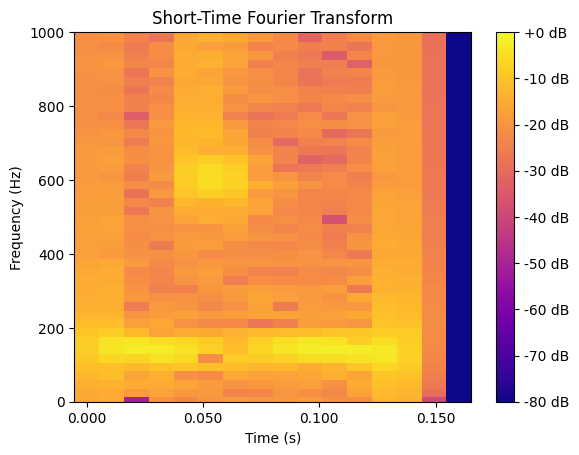 Short-Time Fourier Transform
1000
800
600
400
200
0
Frequency (Hz)
0.000
0.050
0.100
0.150
Time (s)
+0 dB
-10 dB
-20 dB
-30 dB
-40 dB
-50 dB
-60 dB
-70 dB
-80 dB